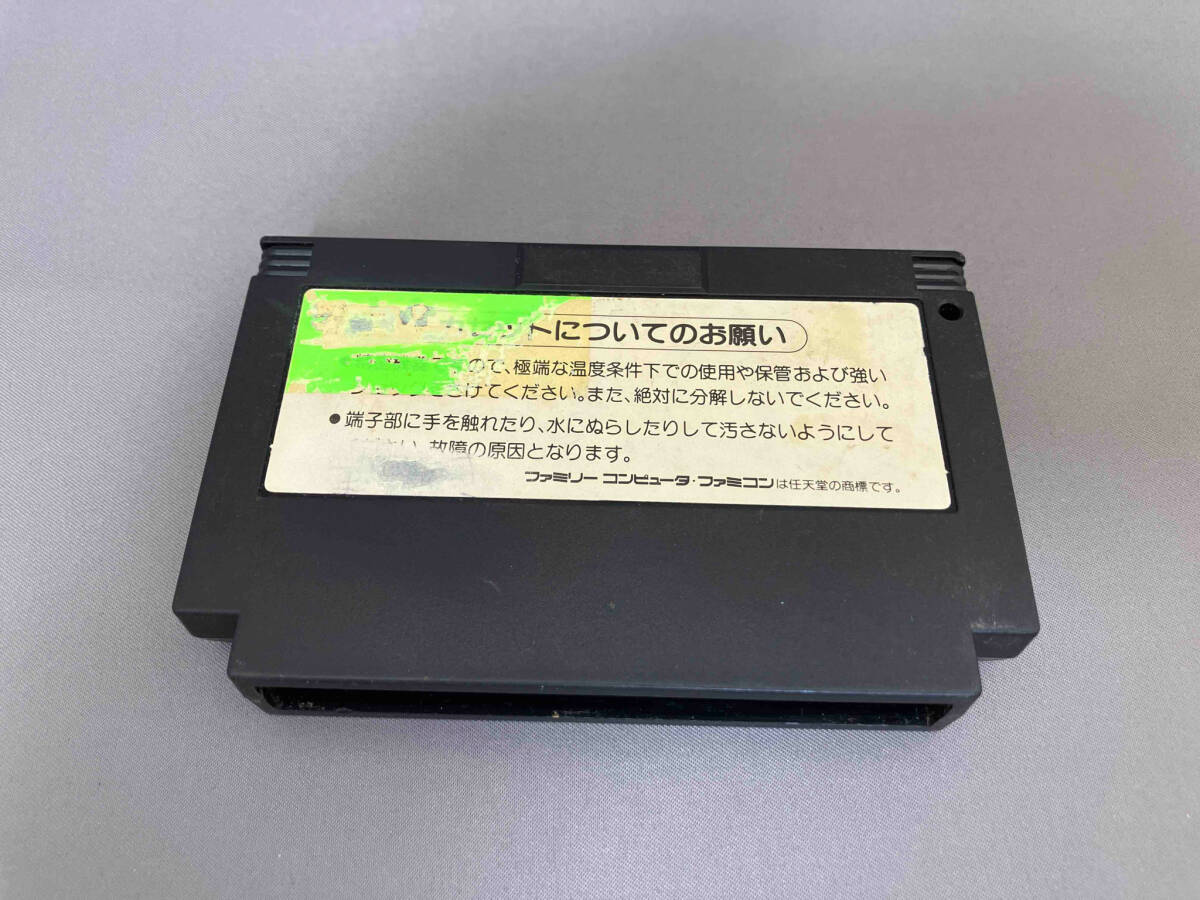 トについてのお願い
ので、極端な温度条件下での使用や保管および強い
けてください。また、絶対に分解しないでください。
● 端子部に手を触れたり、水にぬらしたりして汚さないようにして
故障の原因となります。
ファミリー コンピュータ・ファミコンは任天堂の商標です。